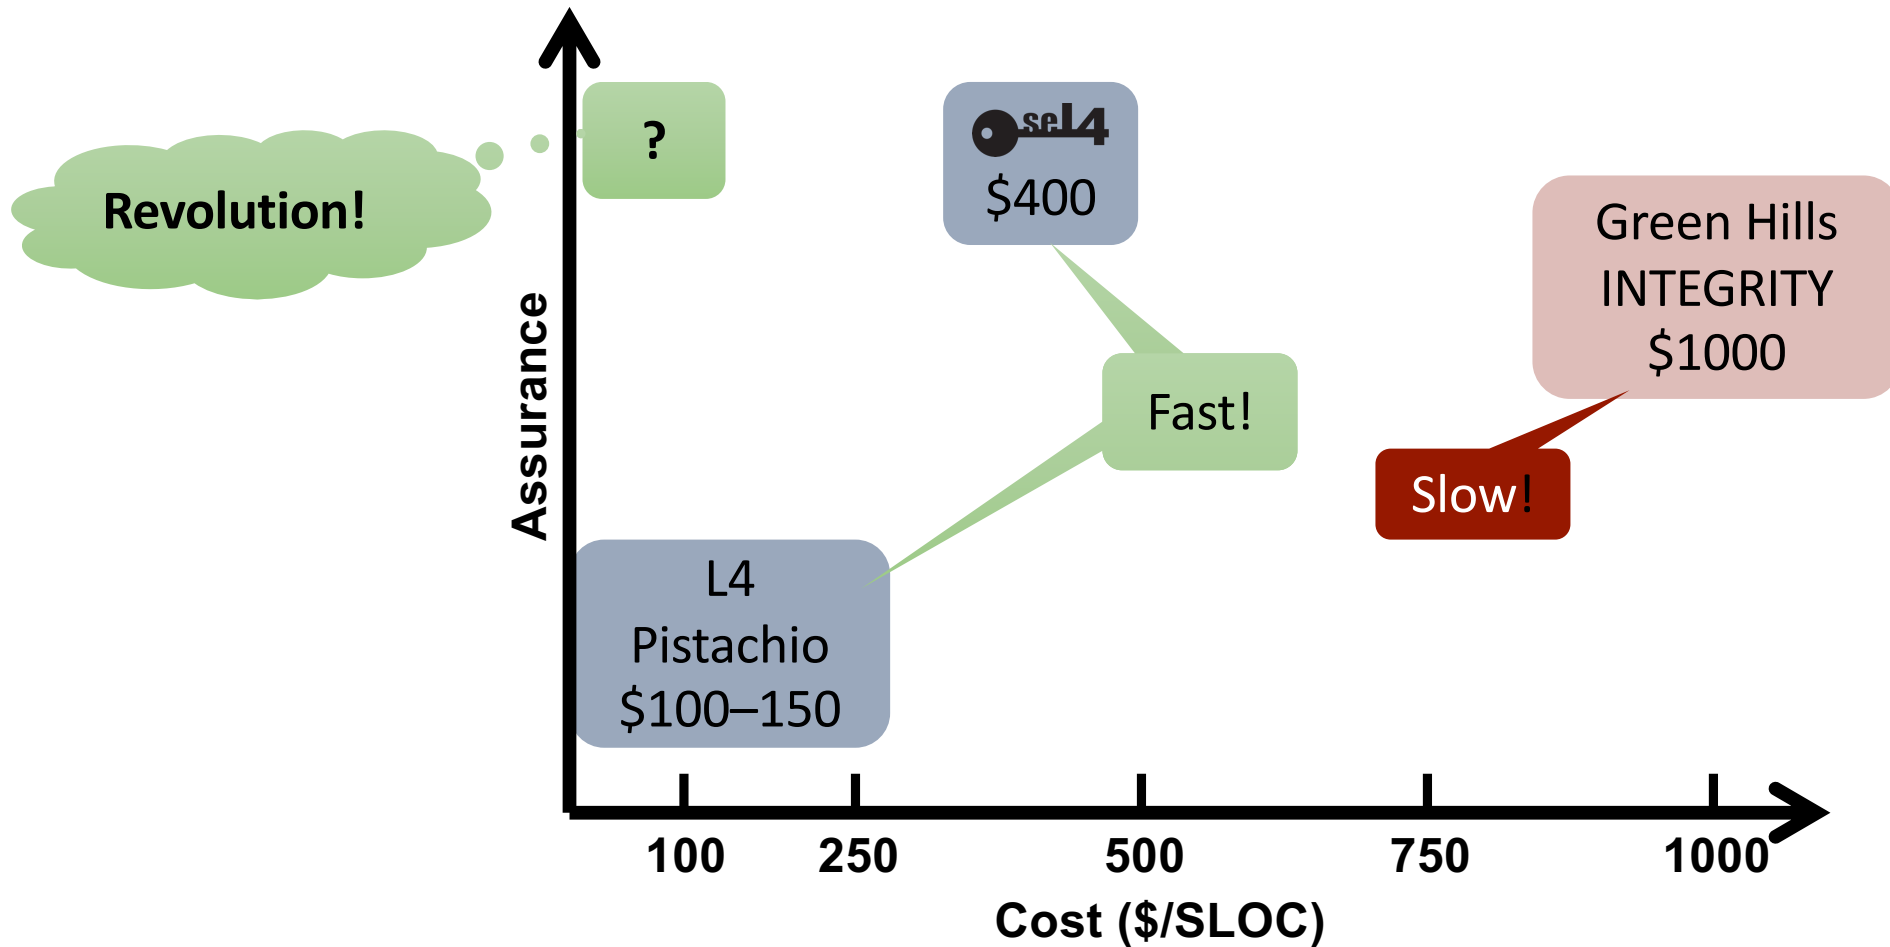 Revolution!
?
seL4
$400
Green Hills
INTEGRITY
$1000
Fast!
Slow!
L4
Pistachio
$100–150
Assurance
100 250 500 750 1000
Cost ($/SLOC)